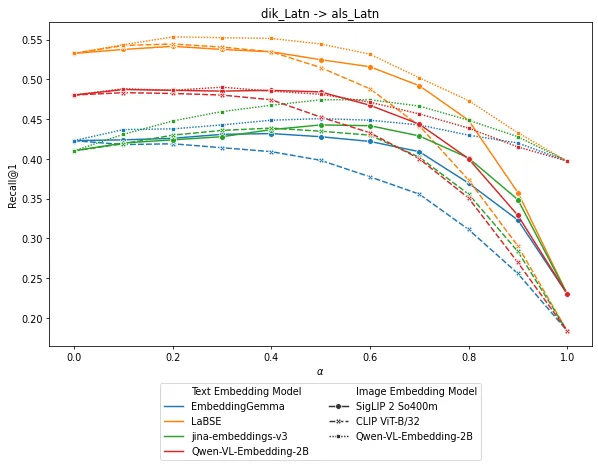 dik_Latn -> als_Latn
Recall@1
0.55
0.50
0.45
0.40
0.35
0.30
0.25
0.20
0.0 0.2 0.4 0.6 0.8 1.0
α
Text Embedding Model
EmbeddingGemma
LaBSE
jina-embeddings-v3
Qwen-VL-Embedding-2B
Image Embedding Model
SigLIP 2 So400m
CLIP ViT-B/32
Qwen-VL-Embedding-2B